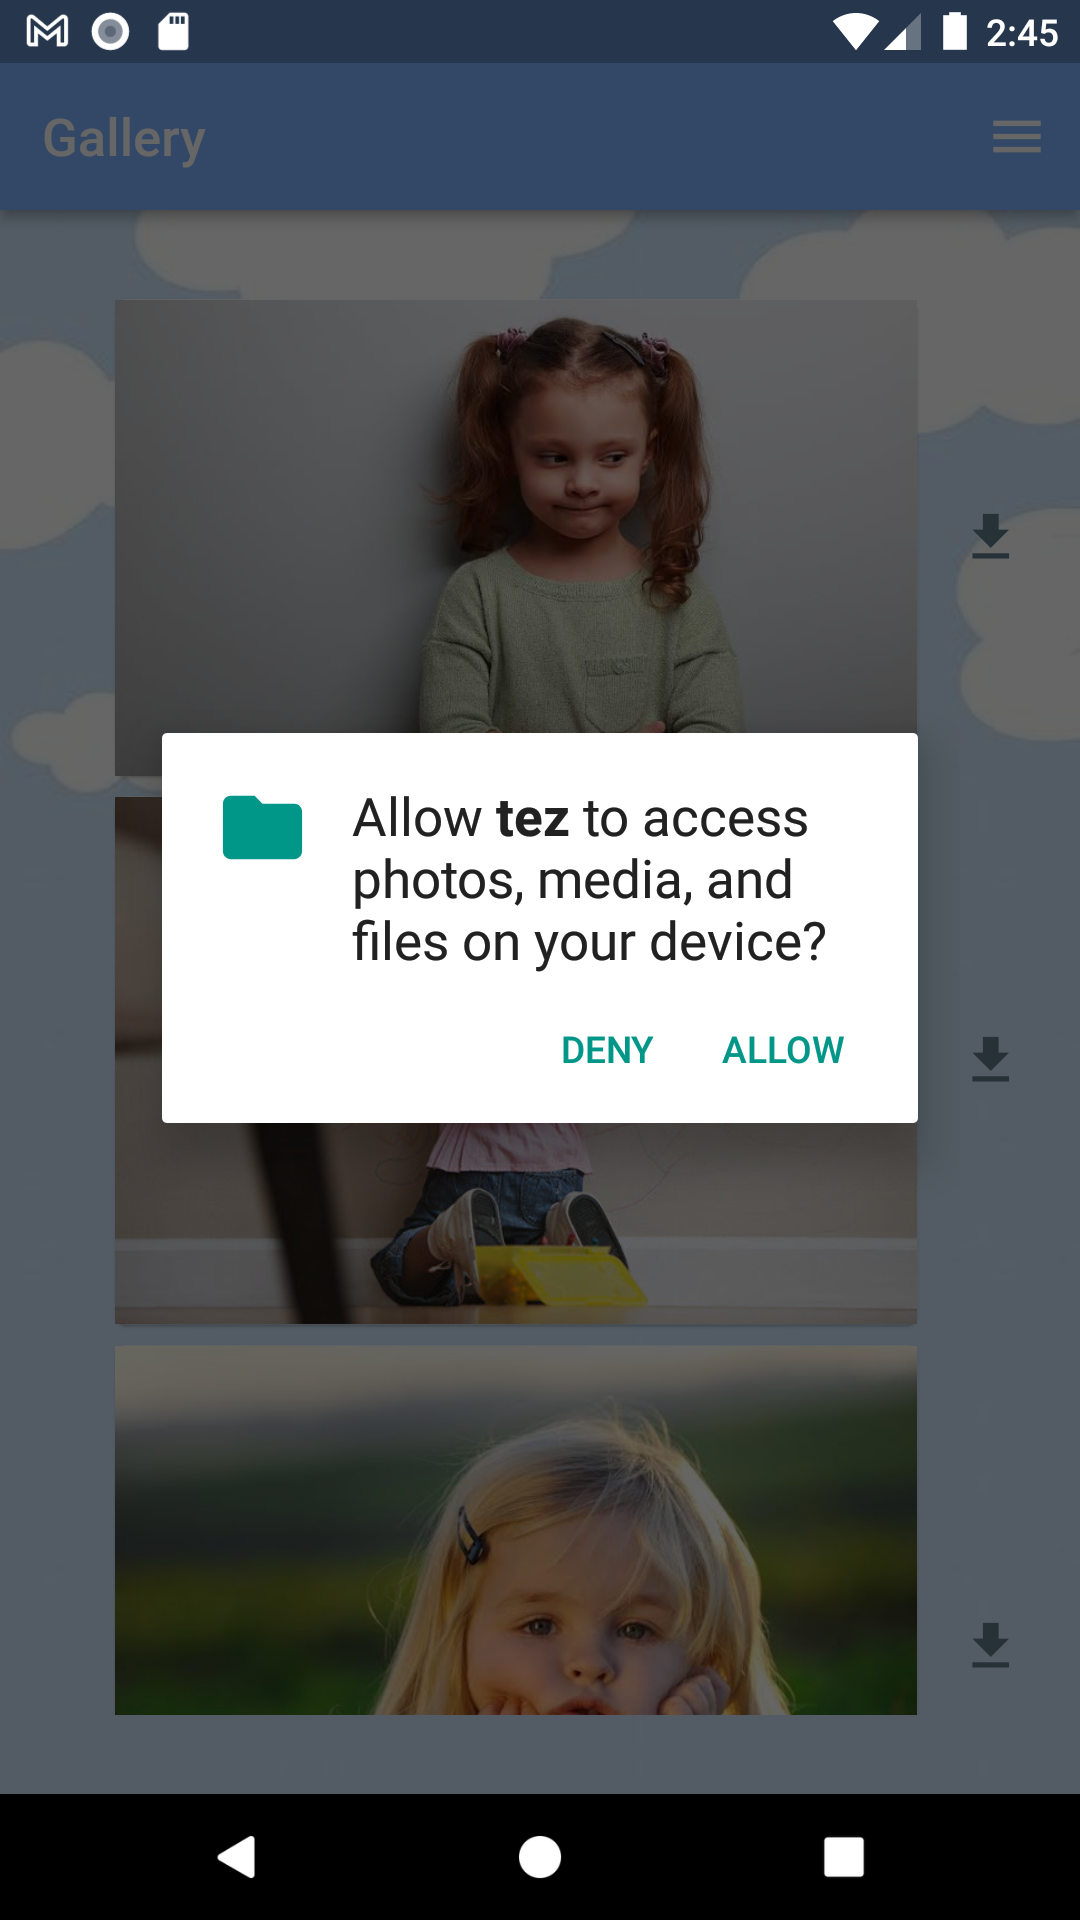 2:45
Gallery
Allow tez to access
photos, media, and
files on your device?
DENY ALLOW